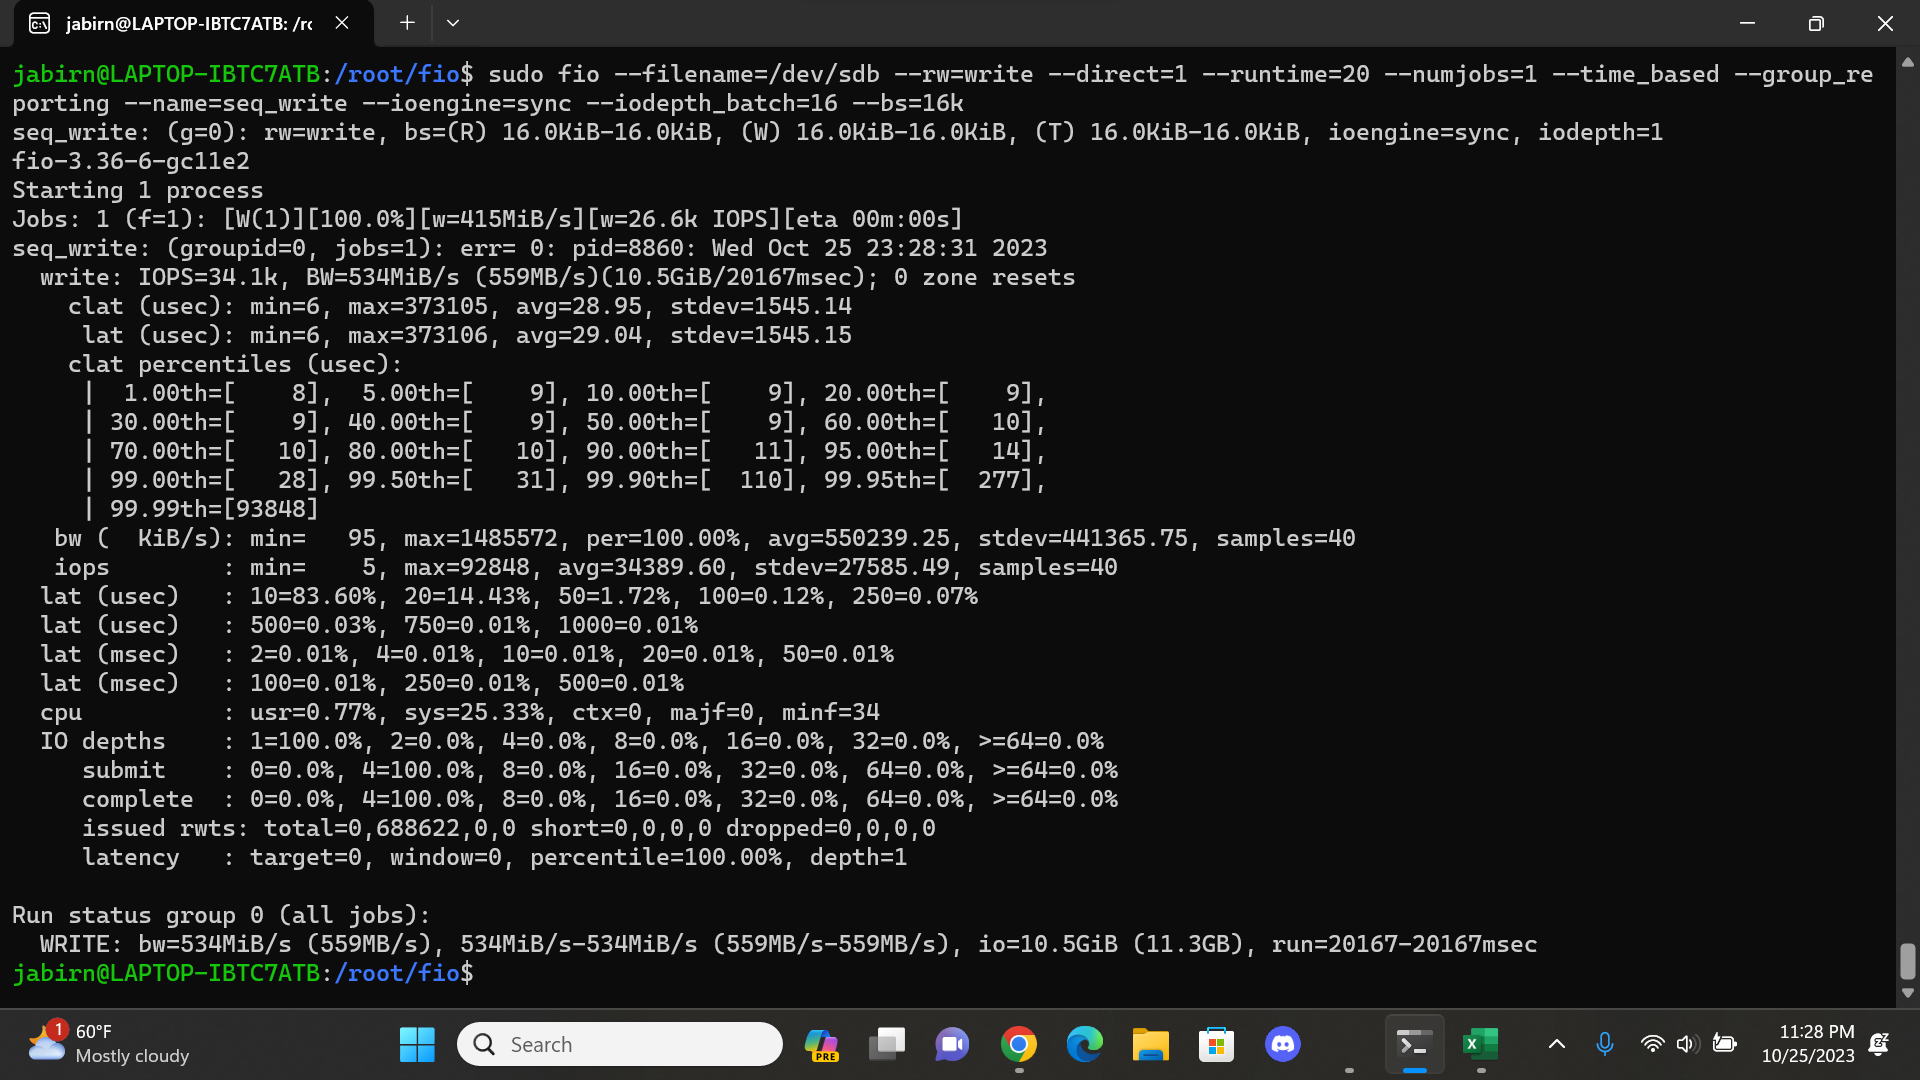 jabirn@LAPTOP-IBTC7ATB: /rc
jabirn@LAPTOP-IBTC7ATB:/root/fio$ sudo fio --filename=/dev/sdb --rw=write --direct=1 --runtime=20 --numjobs=1 --time_based --group_re
porting --name=seq_write --ioengine=sync --iodepth_batch=16 --bs=16k
seq_write: (g=0): rw=write, bs=(R) 16.0KiB-16.0KiB, (W) 16.0KiB-16.0KiB, (T) 16.0KiB-16.0KiB, ioengine=sync, iodepth=1
fio-3.36-6-gc11e2
Starting 1 process
Jobs: 1 (f=1): [W(1)][100.0%][w=415MiB/s][w=26.6k IOPS][eta 00m:00s]
seq_write: (groupid=0, jobs=1): err= 0: pid=8860: Wed Oct 25 23:28:31 2023
  write: IOPS=34.1k, BW=534MiB/s (559MB/s)(10.5GiB/20167msec); 0 zone resets
    clat (usec): min=6, max=373105, avg=28.95, stdev=1545.14
     lat (usec): min=6, max=373106, avg=29.04, stdev=1545.15
    clat percentiles (usec):
     |  1.00th=[    8],  5.00th=[    9], 10.00th=[    9], 20.00th=[    9],
     | 30.00th=[    9], 40.00th=[    9], 50.00th=[    9], 60.00th=[   10],
     | 70.00th=[   10], 80.00th=[   10], 90.00th=[   11], 95.00th=[   14],
     | 99.00th=[   28], 99.50th=[   31], 99.90th=[  110], 99.95th=[  277],
     | 99.99th=[93848]
   bw (  KiB/s): min=   95, max=1485572, per=100.00%, avg=550239.25, stdev=441365.75, samples=40
   iops        : min=    5, max=92848, avg=34389.60, stdev=27585.49, samples=40
  lat (usec)   : 10=83.60%, 20=14.43%, 50=1.72%, 100=0.12%, 250=0.07%
  lat (usec)   : 500=0.03%, 750=0.01%, 1000=0.01%
  lat (msec)   : 2=0.01%, 4=0.01%, 10=0.01%, 20=0.01%, 50=0.01%
  lat (msec)   : 100=0.01%, 250=0.01%, 500=0.01%
  cpu          : usr=0.77%, sys=25.33%, ctx=0, majf=0, minf=34
  IO depths    : 1=100.0%, 2=0.0%, 4=0.0%, 8=0.0%, 16=0.0%, 32=0.0%, >=64=0.0%
     submit    : 0=0.0%, 4=100.0%, 8=0.0%, 16=0.0%, 32=0.0%, 64=0.0%, >=64=0.0%
     complete  : 0=0.0%, 4=100.0%, 8=0.0%, 16=0.0%, 32=0.0%, 64=0.0%, >=64=0.0%
     issued rwts: total=0,688622,0,0 short=0,0,0,0 dropped=0,0,0,0
     latency   : target=0, window=0, percentile=100.00%, depth=1
Run status group 0 (all jobs):
  WRITE: bw=534MiB/s (559MB/s), 534MiB/s-534MiB/s (559MB/s-559MB/s), io=10.5GiB (11.3GB), run=20167-20167msec
jabirn@LAPTOP-IBTC7ATB:/root/fio$
1
60°F
Mostly cloudy
Search
PRE
11:28 PM
10/25/2023